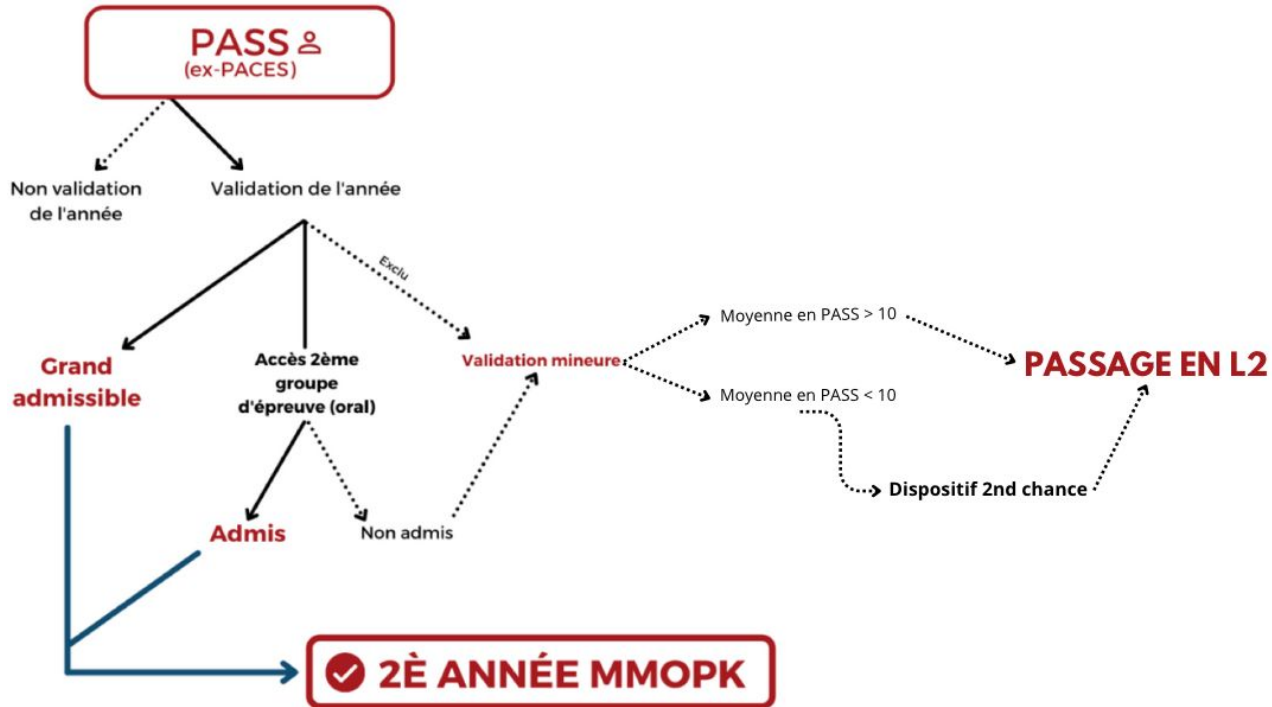 PASS
(ex-PACES)
Non validation
de l'année
Validation de l'année
Exclu
Grand
admissible
Accès 2ème
groupe
d'épreuve (oral)
Validation mineure
Moyenne en PASS > 10
Moyenne en PASS < 10
PASSAGE EN L2
Dispositif 2nd chance
Admis
Non admis
2È ANNÉE MMOPK